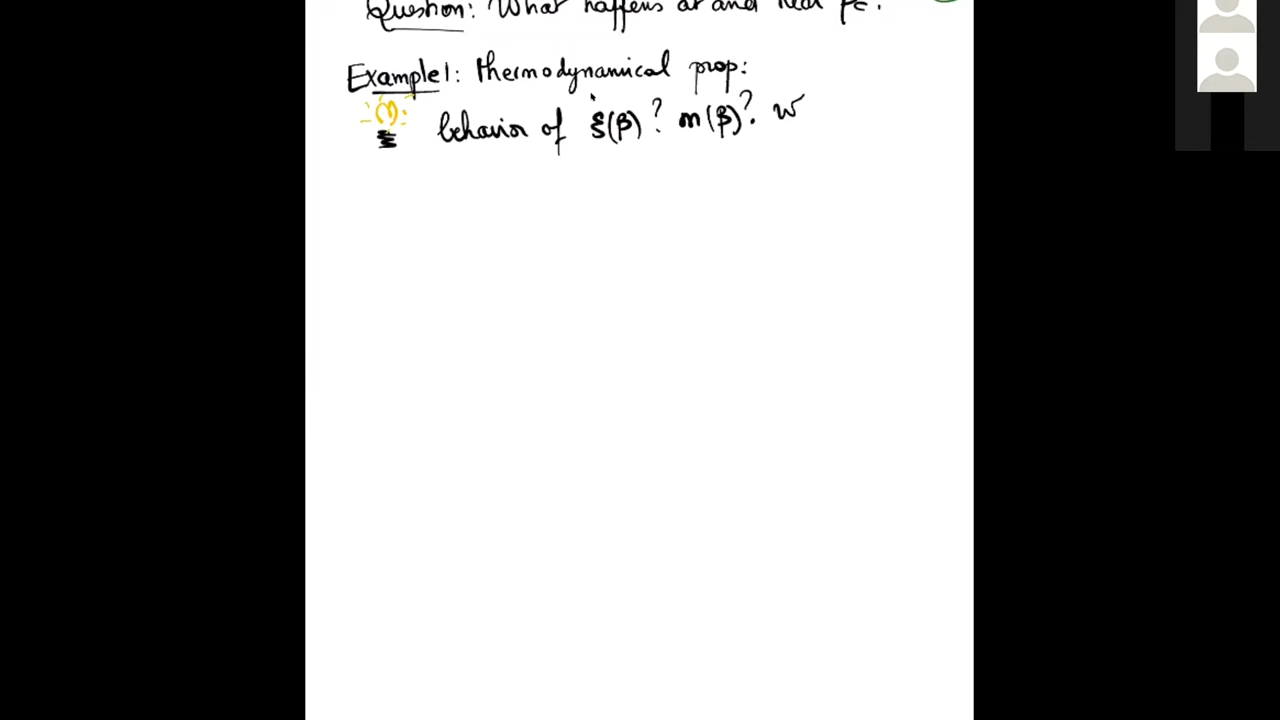 Question: What happens at and near βc?
Example 1: thermodynamical prop:
behavior of ξ(β)? m(β)? w